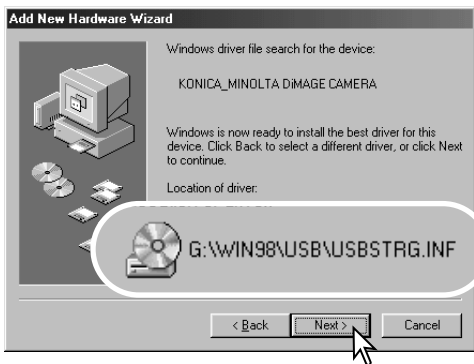 Add New Hardware Wizard
Windows driver file search for the device:
KONICA_MINOLTA DiMAGE CAMERA
Windows is now ready to install the best driver for this
device. Click Back to select a different driver, or click Next
to continue.
Location of driver:
G:\WIN98\USB\USBSTRG.INF
< Back
Next >
Cancel